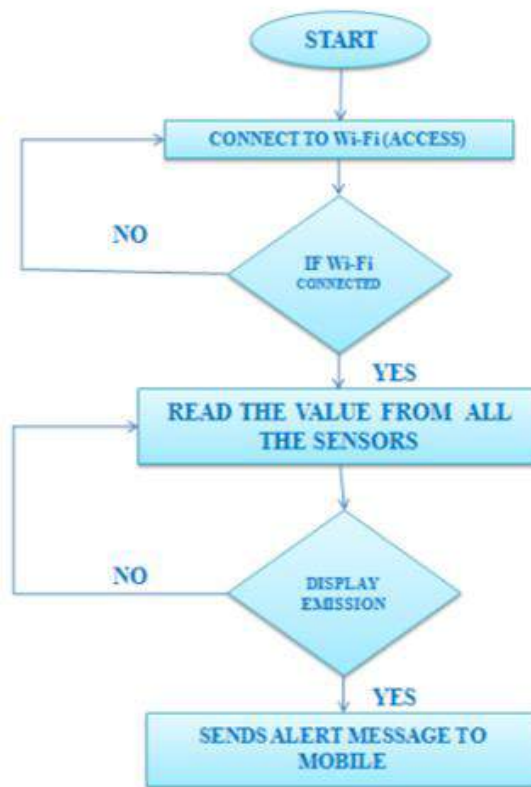 START
CONNECT TO Wi-Fi (ACCESS)
NO
IF Wi-Fi
CONNECTED
YES
READ THE VALUE FROM ALL
THE SENSORS
NO
DISPLAY
EMISSION
YES
SENDS ALERT MESSAGE TO
MOBILE